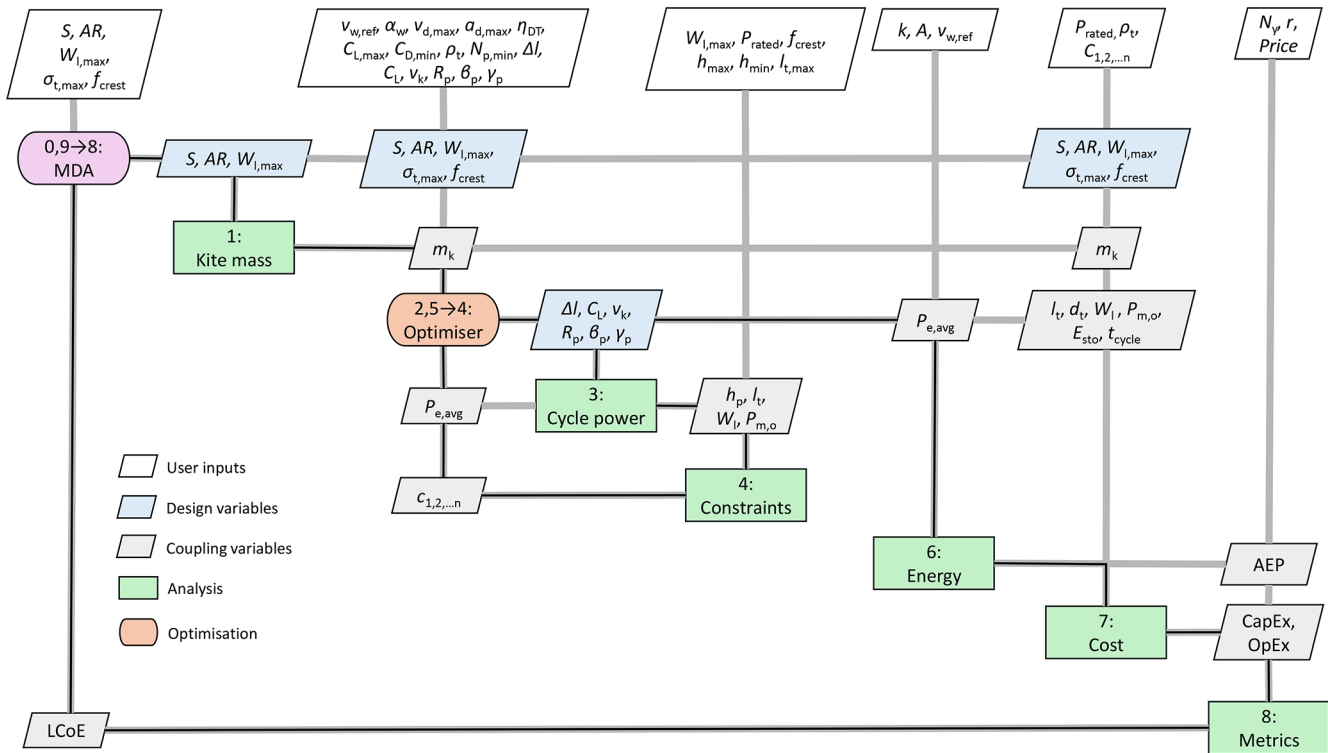 S, AR,
W_l,max,
σ_t,max, f_crest
v_w,ref, α_w, v_d,max, a_d,max, η_DT,
C_L,max, C_D,min, ρ_t, N_p,min, Δl,
C_L, v_k, R_p, β_p, γ_p
W_l,max, P_rated, f_crest,
h_max, h_min, l_t,max
k, A, v_w,ref
P_rated, ρ_t,
C_1,2,…n
N_y, r,
Price
0,9→8:
MDA
S, AR, W_l,max
S, AR, W_l,max,
σ_t,max, f_crest
S, AR, W_l,max,
σ_t,max, f_crest
1:
Kite mass
m_k
m_k
2,5→4:
Optimiser
Δl, C_L, v_k,
R_p, β_p, γ_p
P_e,avg
l_t, d_t, W_l , P_m,o,
E_sto, t_cycle
P_e,avg
3:
Cycle power
h_p, l_t,
W_l, P_m,o
c_1,2,…n
4:
Constraints
User inputs
Design variables
Coupling variables
Analysis
Optimisation
6:
Energy
AEP
7:
Cost
CapEx,
OpEx
LCoE
8:
Metrics